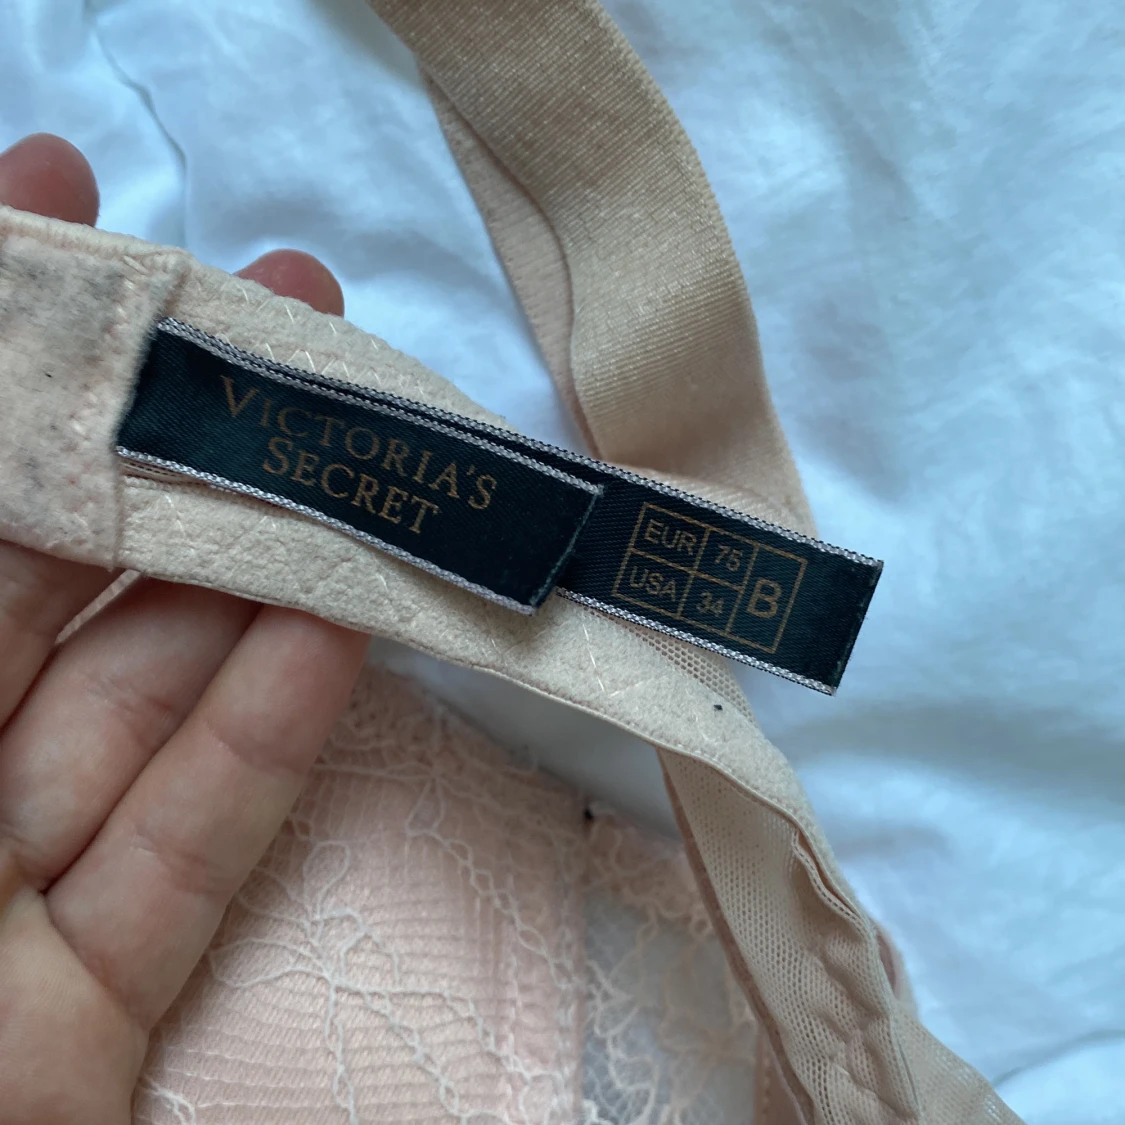 VICTORIA'S
SECRET
EUR 75 B
USA 34